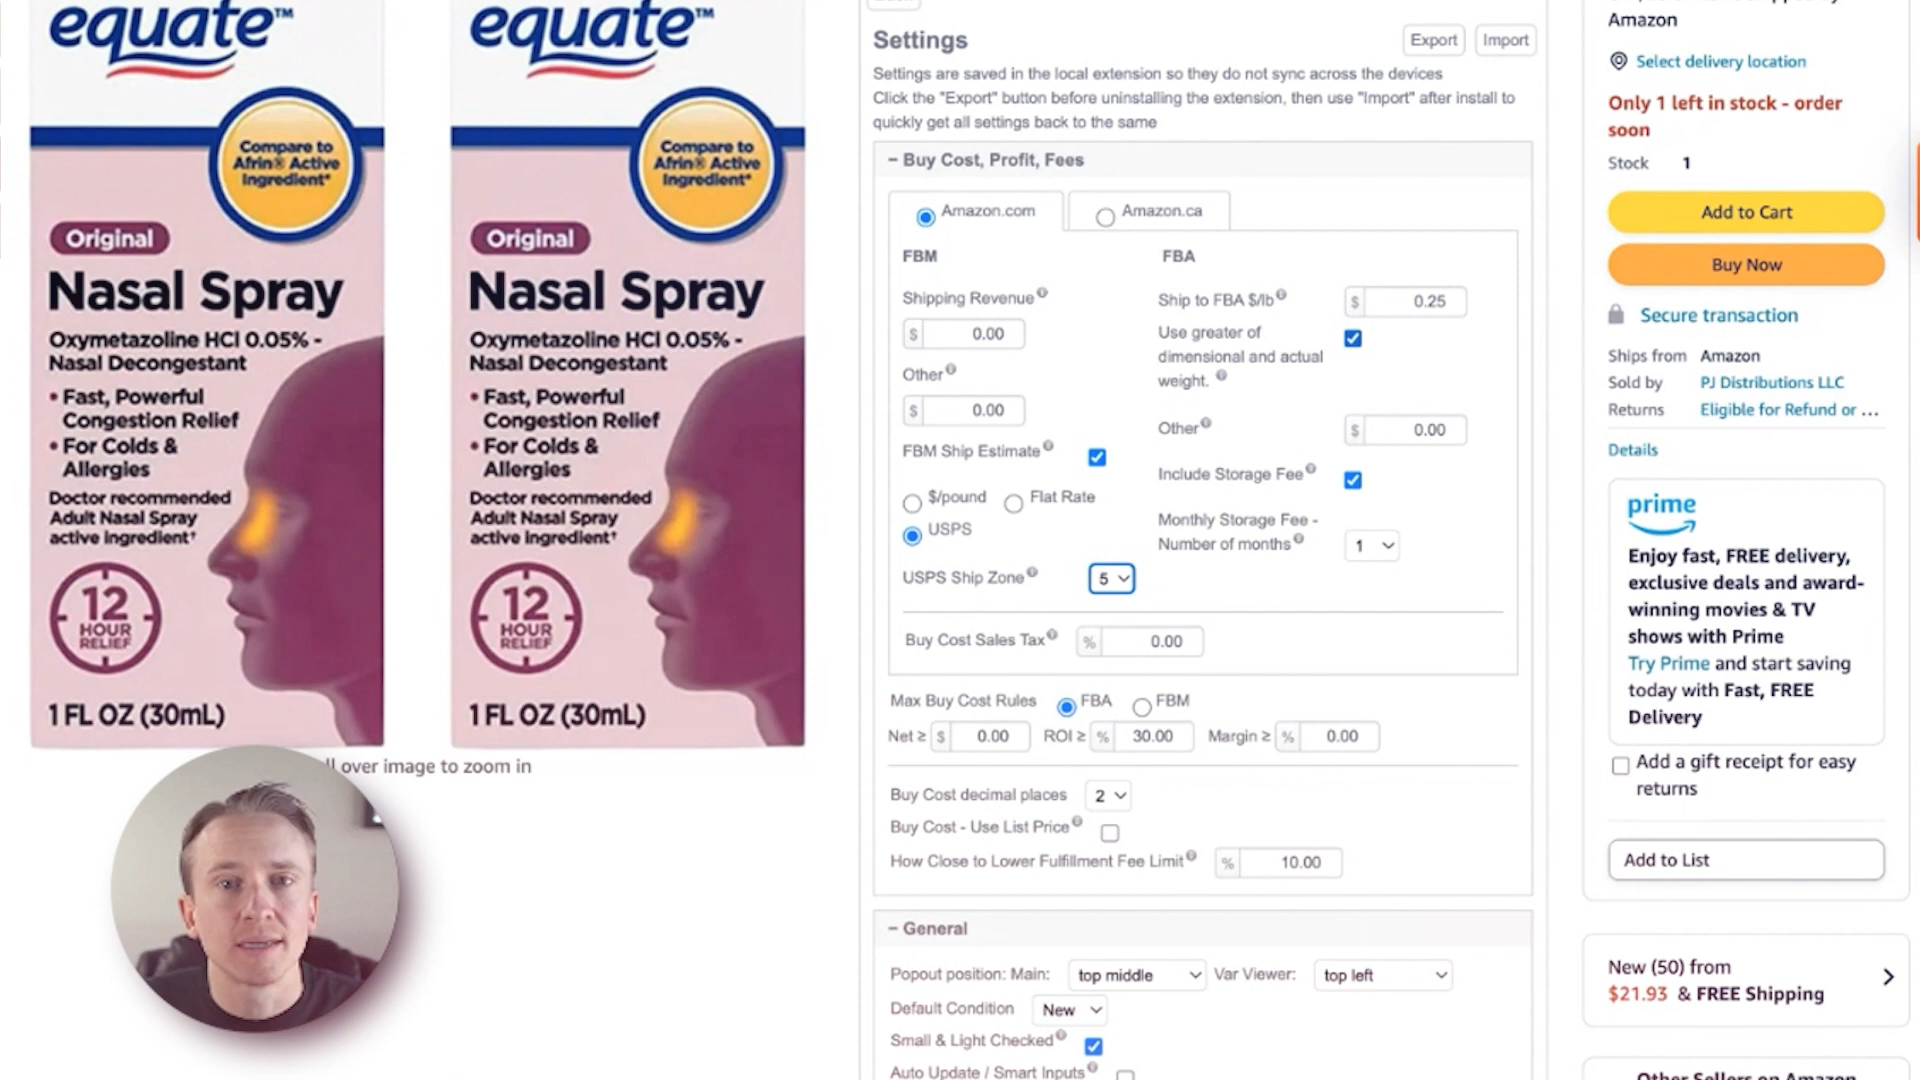 equate™
Compare to
Afrin® Active
Ingredient*
Original
Nasal Spray
Oxymetazoline HCl 0.05% -
Nasal Decongestant
• Fast, Powerful
Congestion Relief
• For Colds &
Allergies
Doctor recommended
Adult Nasal Spray
active ingredient†
12
HOUR
RELIEF
1 FL OZ (30mL)
equate™
Compare to
Afrin® Active
Ingredient*
Original
Nasal Spray
Oxymetazoline HCl 0.05% -
Nasal Decongestant
• Fast, Powerful
Congestion Relief
• For Colds &
Allergies
Doctor recommended
Adult Nasal Spray
active ingredient†
12
HOUR
RELIEF
1 FL OZ (30mL)
over image to zoom in
Settings
Export Import
Settings are saved in the local extension so they do not sync across the devices
Click the "Export" button before uninstalling the extension, then use "Import" after install to
quickly get all settings back to the same
− Buy Cost, Profit, Fees
Amazon.com Amazon.ca
FBM FBA
Shipping Revenue
$ 0.00
Other
$ 0.00
FBM Ship Estimate
$/pound Flat Rate
USPS
USPS Ship Zone 5
Ship to FBA $/lb $ 0.25
Use greater of
dimensional and actual
weight.
Other $ 0.00
Include Storage Fee
Monthly Storage Fee -
Number of months 1
Buy Cost Sales Tax % 0.00
Max Buy Cost Rules FBA FBM
Net ≥ $ 0.00 ROI ≥ % 30.00 Margin ≥ % 0.00
Buy Cost decimal places 2
Buy Cost - Use List Price
How Close to Lower Fulfillment Fee Limit % 10.00
− General
Popout position: Main: top middle Var Viewer: top left
Default Condition New
Small & Light Checked
Auto Update / Smart Inputs
Amazon
Select delivery location
Only 1 left in stock - order
soon
Stock 1
Add to Cart
Buy Now
Secure transaction
Ships from Amazon
Sold by PJ Distributions LLC
Returns Eligible for Refund or ...
Details
prime
Enjoy fast, FREE delivery,
exclusive deals and award-
winning movies & TV
shows with Prime
Try Prime and start saving
today with Fast, FREE
Delivery
Add a gift receipt for easy
returns
Add to List
New (50) from
$21.93 & FREE Shipping
Other Sellers on Amazon